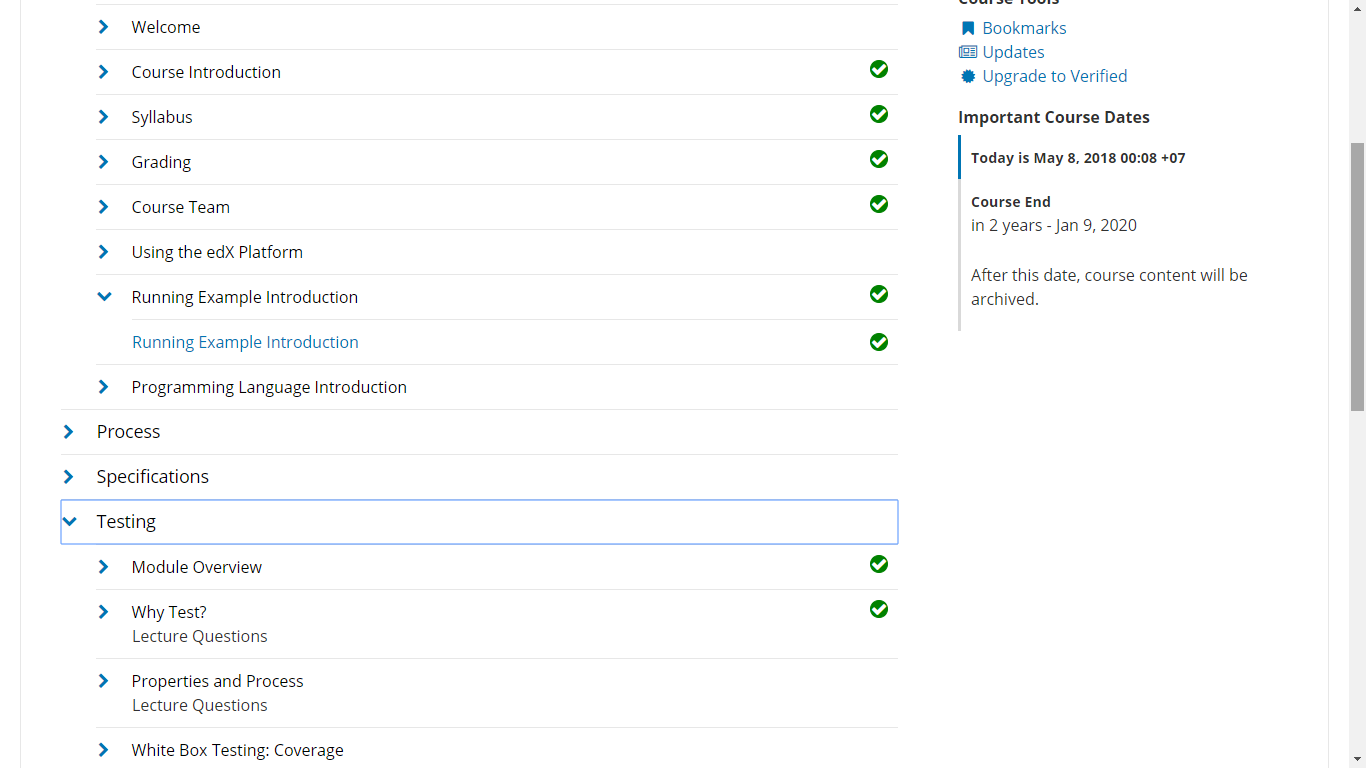 Welcome
Course Introduction
Syllabus
Grading
Course Team
Using the edX Platform
Running Example Introduction
Running Example Introduction
Programming Language Introduction
Process
Specifications
Testing
Module Overview
Why Test?
Lecture Questions
Properties and Process
Lecture Questions
White Box Testing: Coverage
Course Tools
Bookmarks
Updates
Upgrade to Verified
Important Course Dates
Today is May 8, 2018 00:08 +07
Course End
in 2 years - Jan 9, 2020
After this date, course content will be
archived.